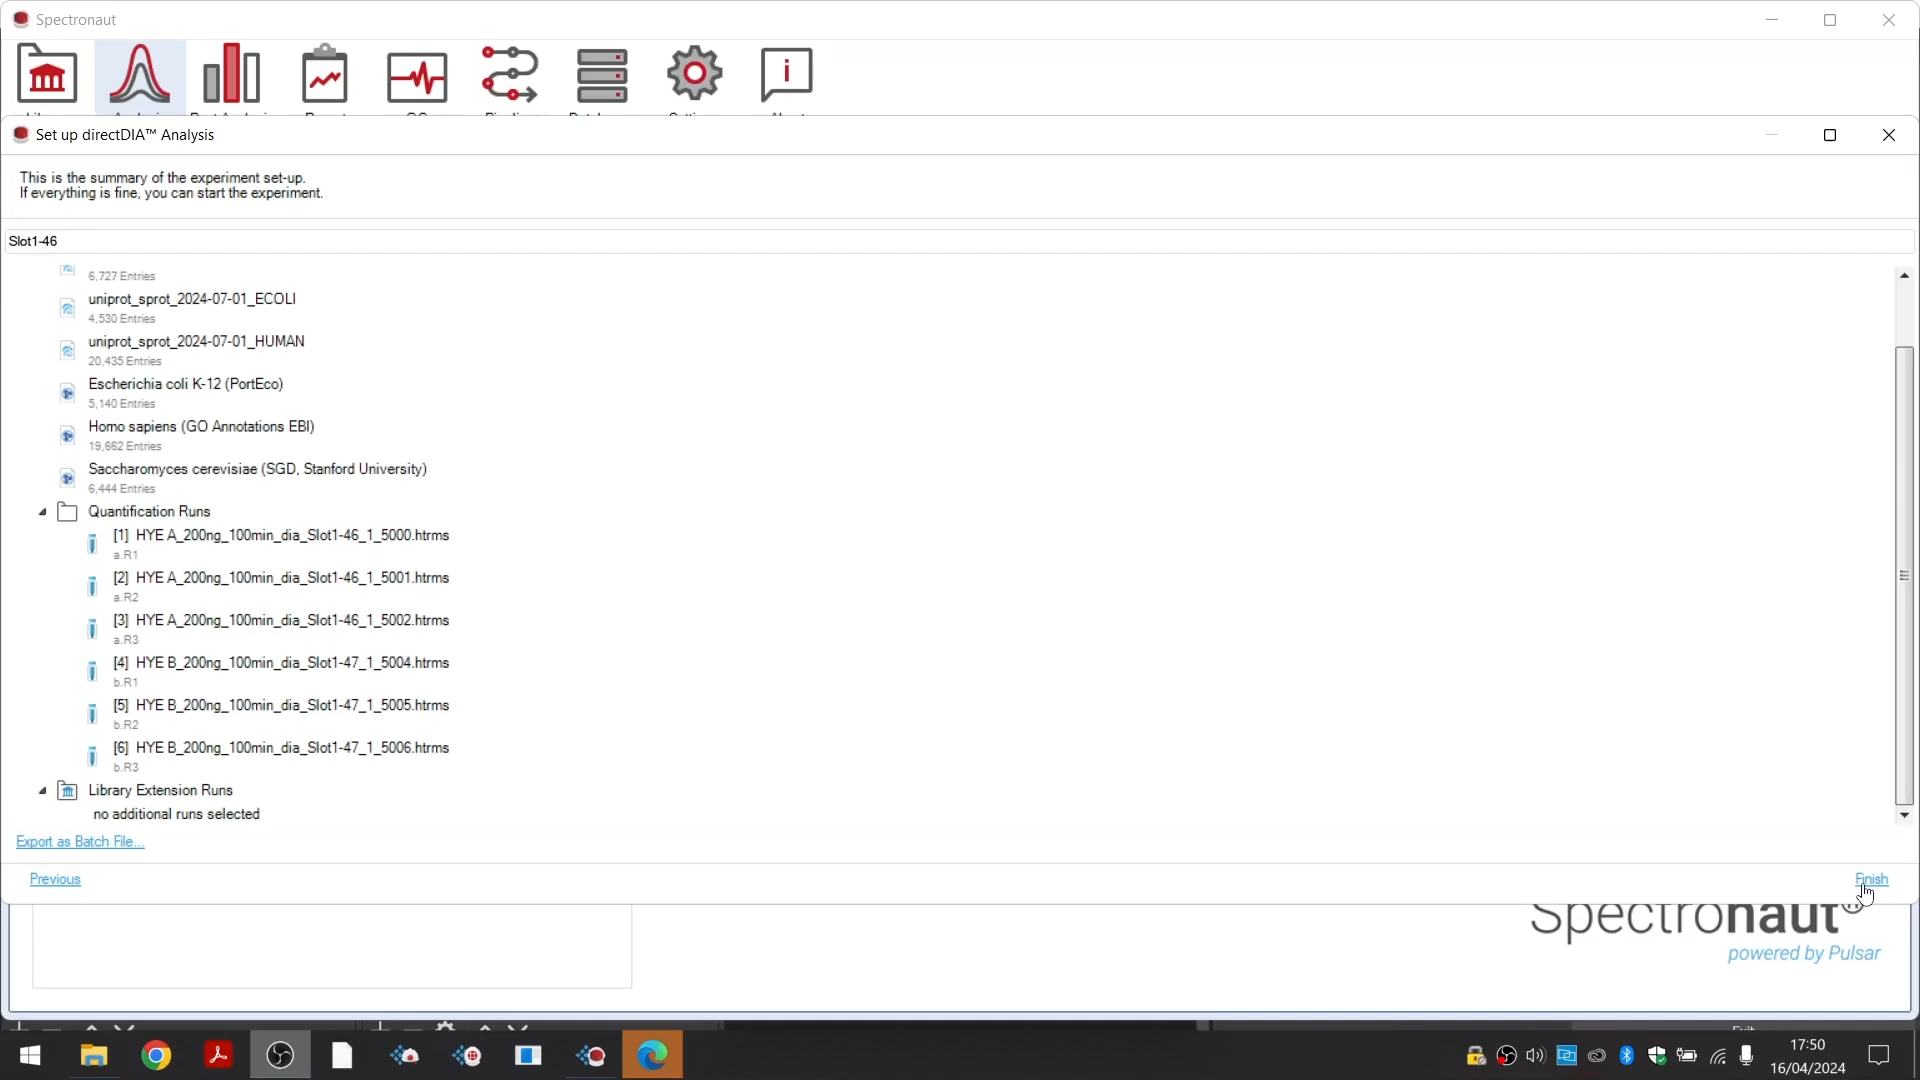 Spectronaut
Set up directDIA™ Analysis
This is the summary of the experiment set-up.
If everything is fine, you can start the experiment.
Slot1-46
6,727 Entries
uniprot_sprot_2024-07-01_ECOLI
4,530 Entries
uniprot_sprot_2024-07-01_HUMAN
20,435 Entries
Escherichia coli K-12 (PortEco)
5,140 Entries
Homo sapiens (GO Annotations EBI)
19,662 Entries
Saccharomyces cerevisiae (SGD, Stanford University)
6,444 Entries
Quantification Runs
[1] HYE A_200ng_100min_dia_Slot1-46_1_5000.htrms
a.R1
[2] HYE A_200ng_100min_dia_Slot1-46_1_5001.htrms
a.R2
[3] HYE A_200ng_100min_dia_Slot1-46_1_5002.htrms
a.R3
[4] HYE B_200ng_100min_dia_Slot1-47_1_5004.htrms
b.R1
[5] HYE B_200ng_100min_dia_Slot1-47_1_5005.htrms
b.R2
[6] HYE B_200ng_100min_dia_Slot1-47_1_5006.htrms
b.R3
Library Extension Runs
no additional runs selected
Export as Batch File...
Previous
Finish
Spectronaut®
powered by Pulsar
17:50
16/04/2024